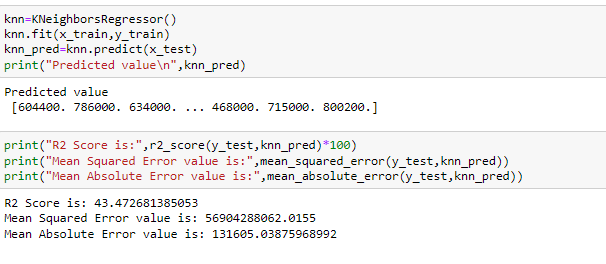 knn=KNeighborsRegressor()
knn.fit(x_train,y_train)
knn_pred=knn.predict(x_test)
print("Predicted value\n",knn_pred)
Predicted value
 [604400. 786000. 634000. ... 468000. 715000. 800200.]
print("R2 Score is:",r2_score(y_test,knn_pred)*100)
print("Mean Squared Error value is:",mean_squared_error(y_test,knn_pred))
print("Mean Absolute Error value is:",mean_absolute_error(y_test,knn_pred))
R2 Score is: 43.472681385053
Mean Squared Error value is: 56904288062.0155
Mean Absolute Error value is: 131605.03875968992